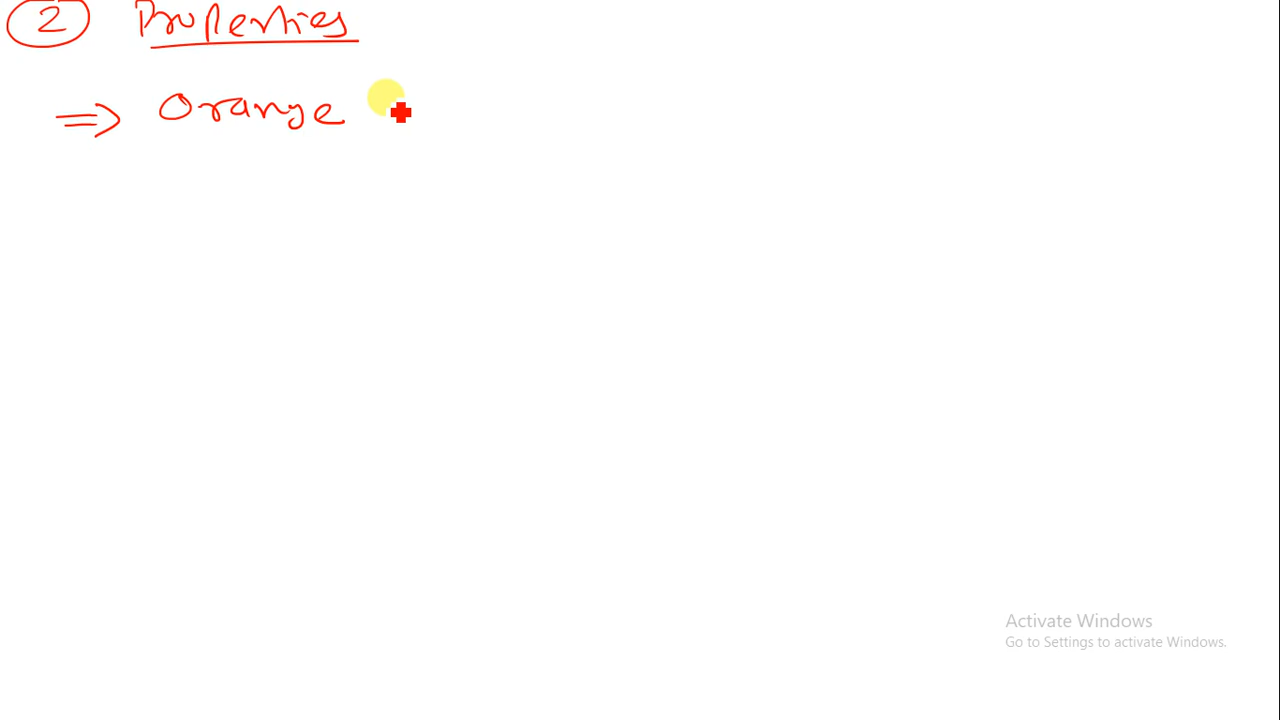 2 Properties
⇒ Orange
Activate Windows
Go to Settings to activate Windows.